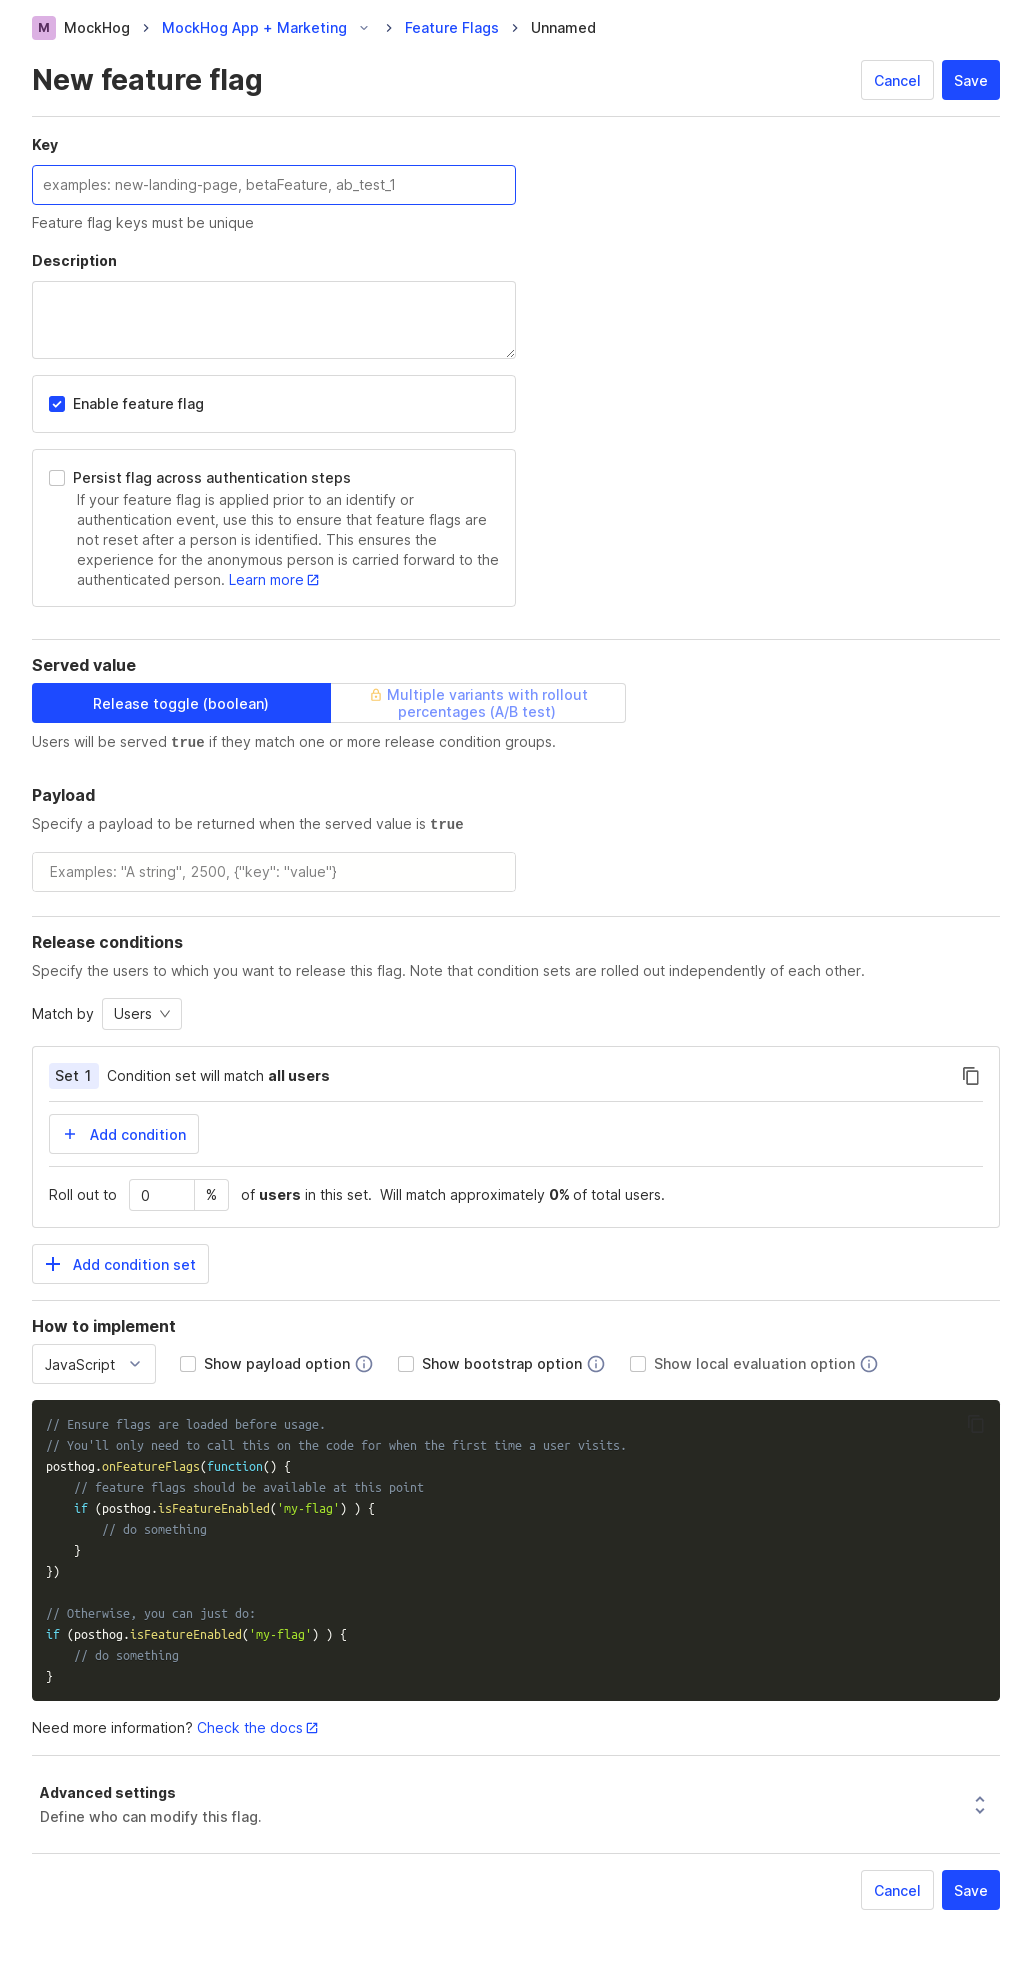 M MockHog > MockHog App + Marketing > Feature Flags > Unnamed
New feature flag
Cancel
Save
Key
examples: new-landing-page, betaFeature, ab_test_1
Feature flag keys must be unique
Description
Enable feature flag
Persist flag across authentication steps
If your feature flag is applied prior to an identify or
authentication event, use this to ensure that feature flags are
not reset after a person is identified. This ensures the
experience for the anonymous person is carried forward to the
authenticated person. Learn more
Served value
Release toggle (boolean)
Multiple variants with rollout
percentages (A/B test)
Users will be served true if they match one or more release condition groups.
Payload
Specify a payload to be returned when the served value is true
Examples: "A string", 2500, {"key": "value"}
Release conditions
Specify the users to which you want to release this flag. Note that condition sets are rolled out independently of each other.
Match by Users
Set 1 Condition set will match all users
+ Add condition
Roll out to 0 % of users in this set. Will match approximately 0% of total users.
+ Add condition set
How to implement
JavaScript Show payload option Show bootstrap option Show local evaluation option
// Ensure flags are loaded before usage.
// You'll only need to call this on the code for when the first time a user visits.
posthog.onFeatureFlags(function() {
    // feature flags should be available at this point
    if (posthog.isFeatureEnabled('my-flag') ) {
        // do something
    }
})
// Otherwise, you can just do:
if (posthog.isFeatureEnabled('my-flag') ) {
    // do something
}
Need more information? Check the docs
Advanced settings
Define who can modify this flag.
Cancel
Save